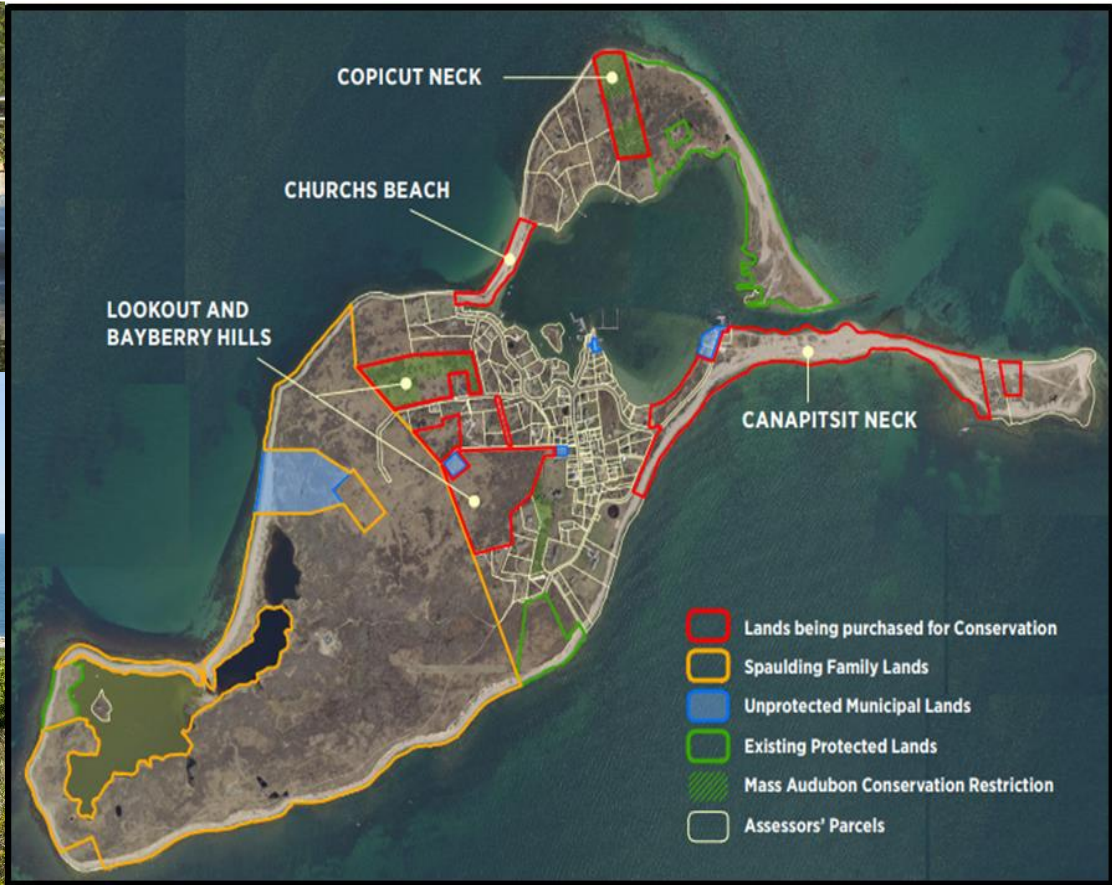 COPICUT NECK
CHURCHS BEACH
LOOKOUT AND
BAYBERRY HILLS
CANAPITSIT NECK
Lands being purchased for Conservation
Spaulding Family Lands
Unprotected Municipal Lands
Existing Protected Lands
Mass Audubon Conservation Restriction
Assessors' Parcels